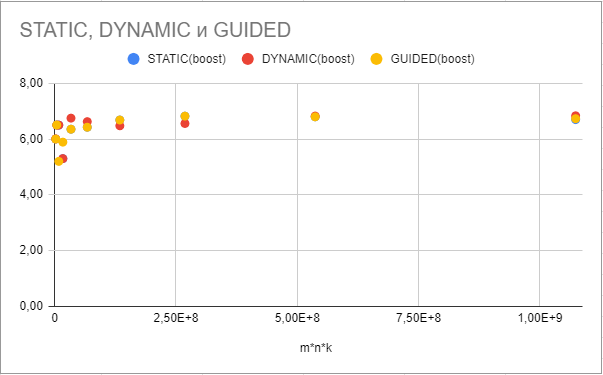 STATIC, DYNAMIC и GUIDED
STATIC(boost) DYNAMIC(boost) GUIDED(boost)
8,00
6,00
4,00
2,00
0,00
0 2,50E+8 5,00E+8 7,50E+8 1,00E+9
m*n*k